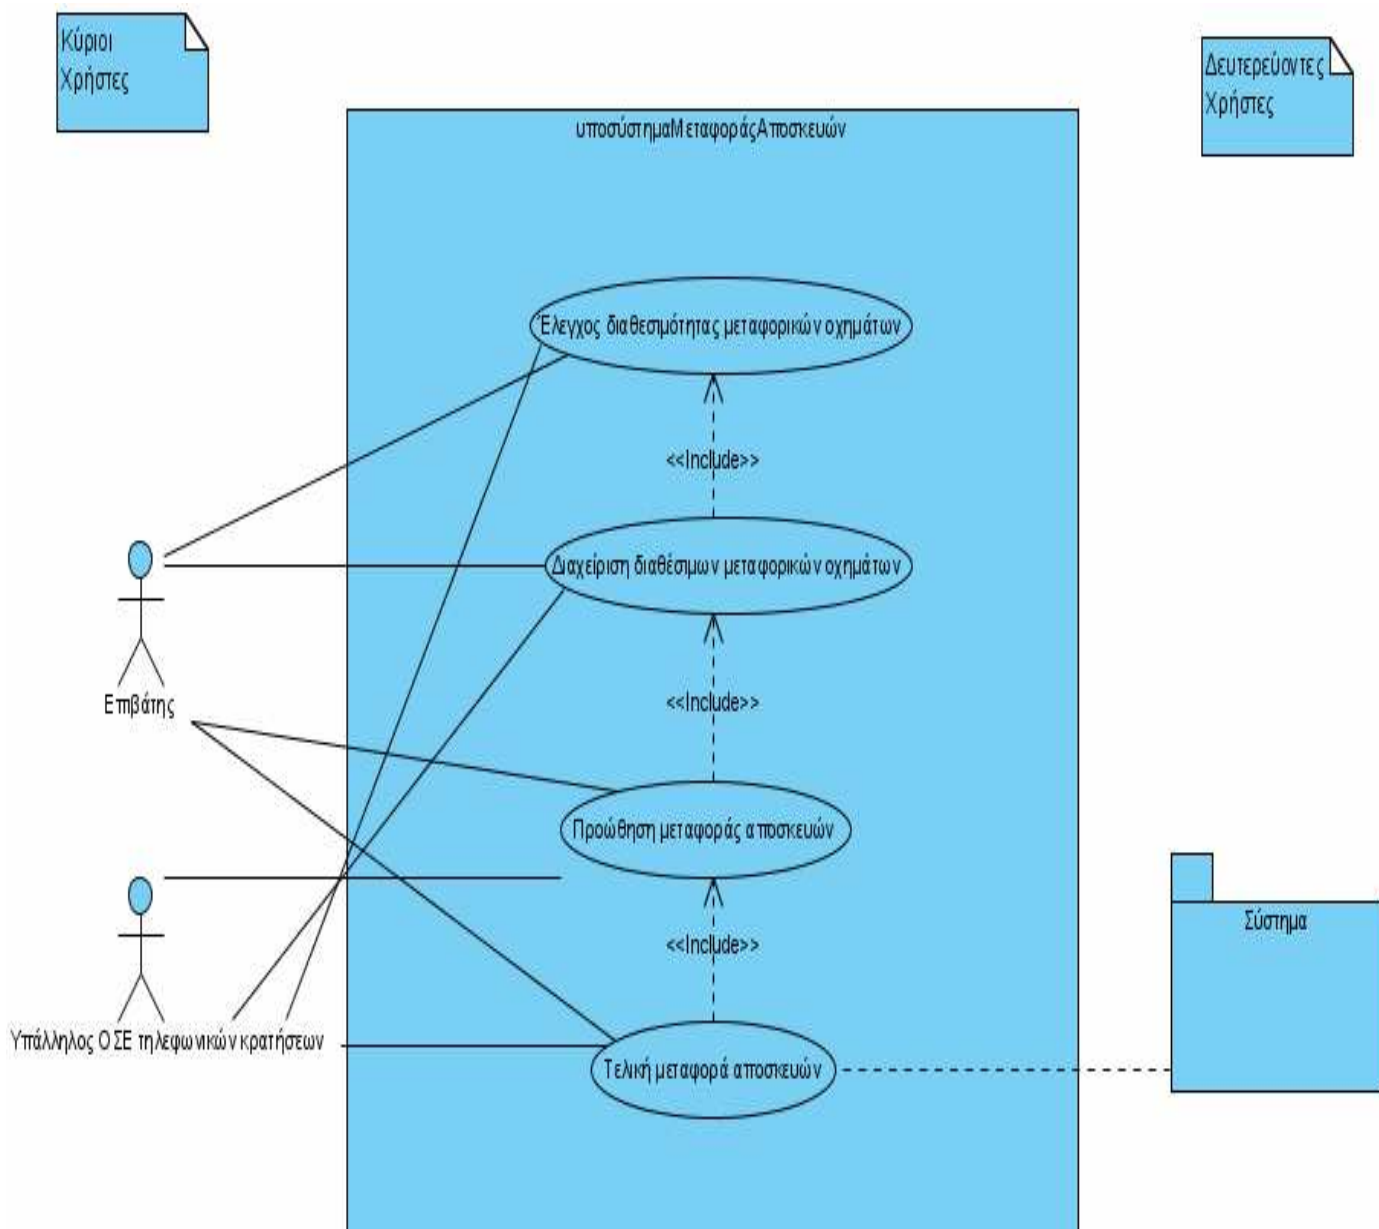 Κύριοι
Χρήστες
Δευτερεύοντες
Χρήστες
υποσύστημαΜεταφοράςΑποσκευών
Έλεγχος διαθεσιμότητας μεταφορικών οχημάτων
<<Include>>
Διαχείριση διαθέσιμων μεταφορικών οχημάτων
<<Include>>
Επιβάτης
Προώθηση μεταφοράς αποσκευών
<<Include>>
Σύστημα
Υπάλληλος ΟΣΕ τηλεφωνικών κρατήσεων
Τελική μεταφορά αποσκευών